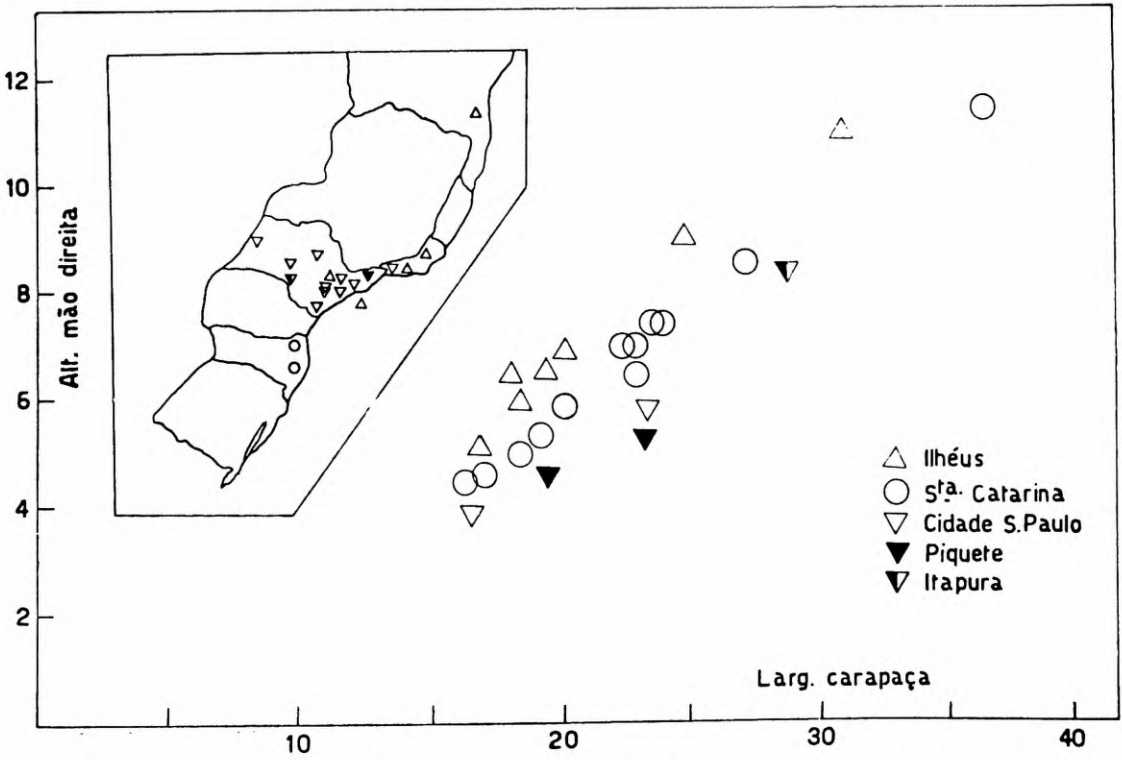 12
10
8
6
4
2
Alt. mão direita
Ilhéus
Sta. Catarina
Cidade S.Paulo
Piquete
Itapura
Larg. carapaça
10
20
30
40